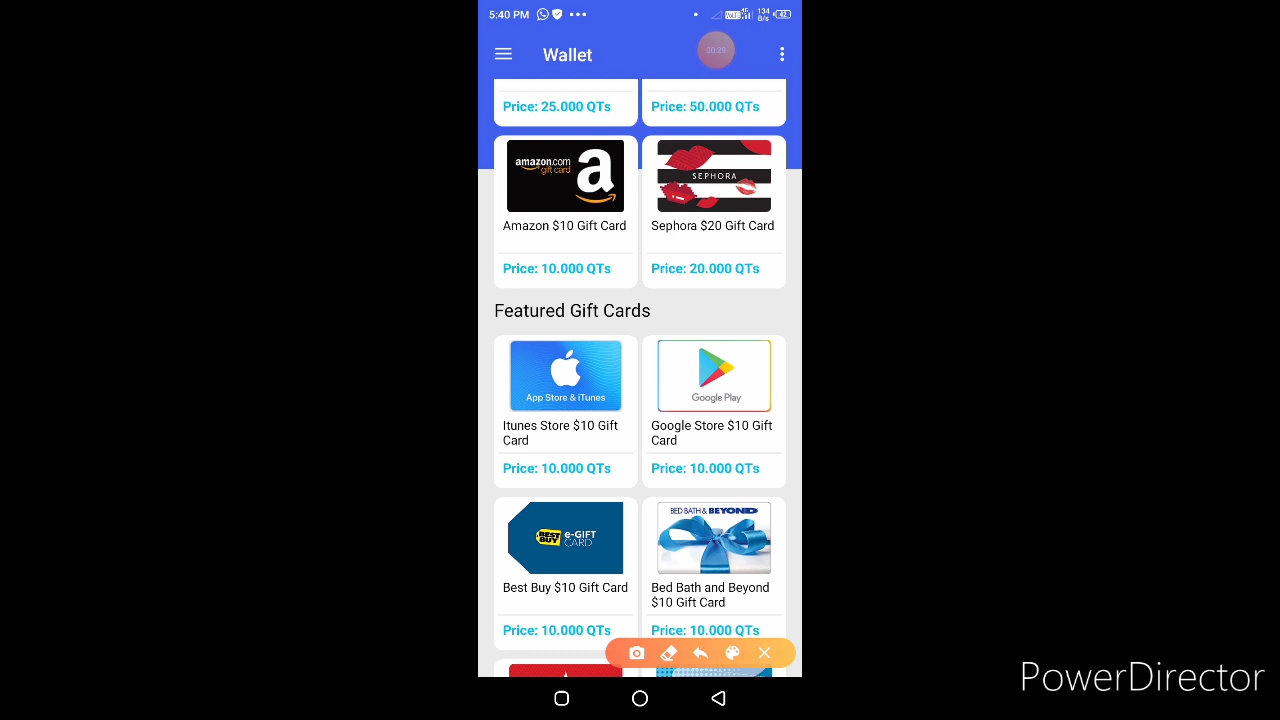 5:40 PM
134
B/s
42
Wallet
00:29
Price: 25.000 QTs
Price: 50.000 QTs
amazon.com
gift card
a
SEPHORA
Amazon $10 Gift Card
Sephora $20 Gift Card
Price: 10.000 QTs
Price: 20.000 QTs
Featured Gift Cards
App Store & iTunes
Google Play
Itunes Store $10 Gift
Card
Google Store $10 Gift
Card
Price: 10.000 QTs
Price: 10.000 QTs
BEST
BUY
e-GIFT
CARD
BED BATH & BEYOND
Best Buy $10 Gift Card
Bed Bath and Beyond
$10 Gift Card
Price: 10.000 QTs
Price: 10.000 QTs
PowerDirector